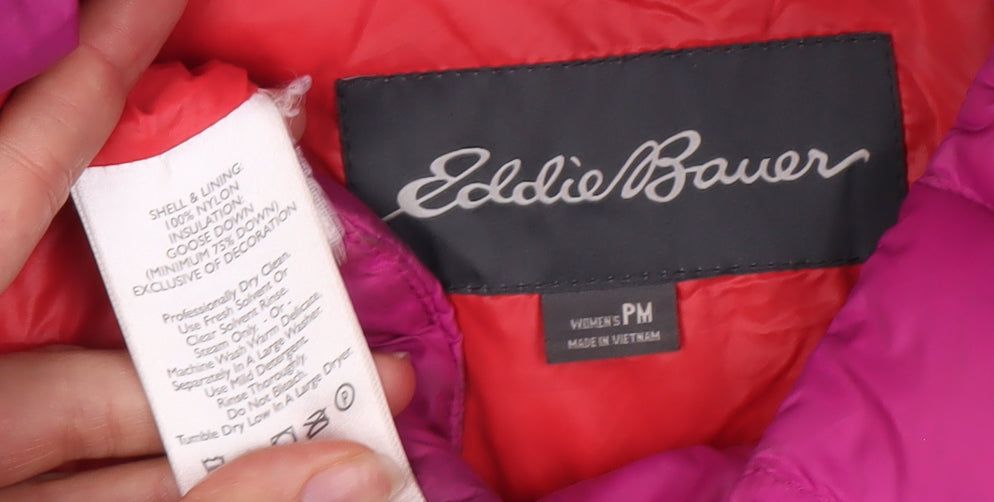 SHELL & LINING:
100% NYLON
INSULATION:
GOOSE DOWN
(MINIMUM 75% DOWN)
EXCLUSIVE OF DECORATION
Professionally Dry Clean.
Use Fresh Solvent Or
Clear Solvent Rinse.
Steam Only. - Or -
Machine Wash Warm Delicate.
Separately In A Large Washer.
Use Mild Detergent.
Rinse Thoroughly.
Do Not Bleach.
Tumble Dry Low In A Large Dryer.
P
Eddie Bauer
WOMEN'S PM
MADE IN VIETNAM